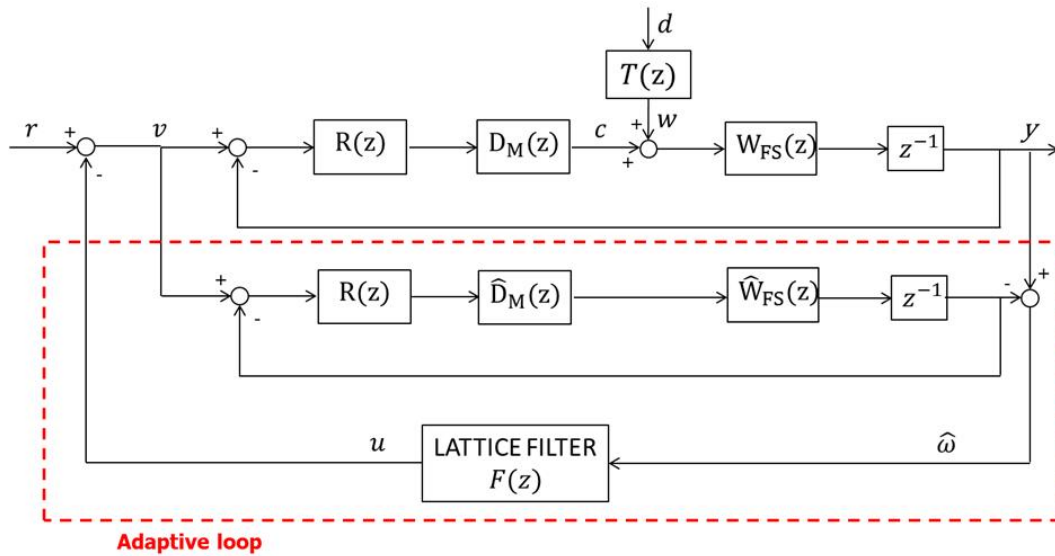 d
T(z)
r + v + R(z) D_M(z) c + w W_FS(z) z⁻¹ y
+
-
-
+ R(z) D̂_M(z) Ŵ_FS(z) z⁻¹ - +
-
u LATTICE FILTER ω̂
F(z)
Adaptive loop